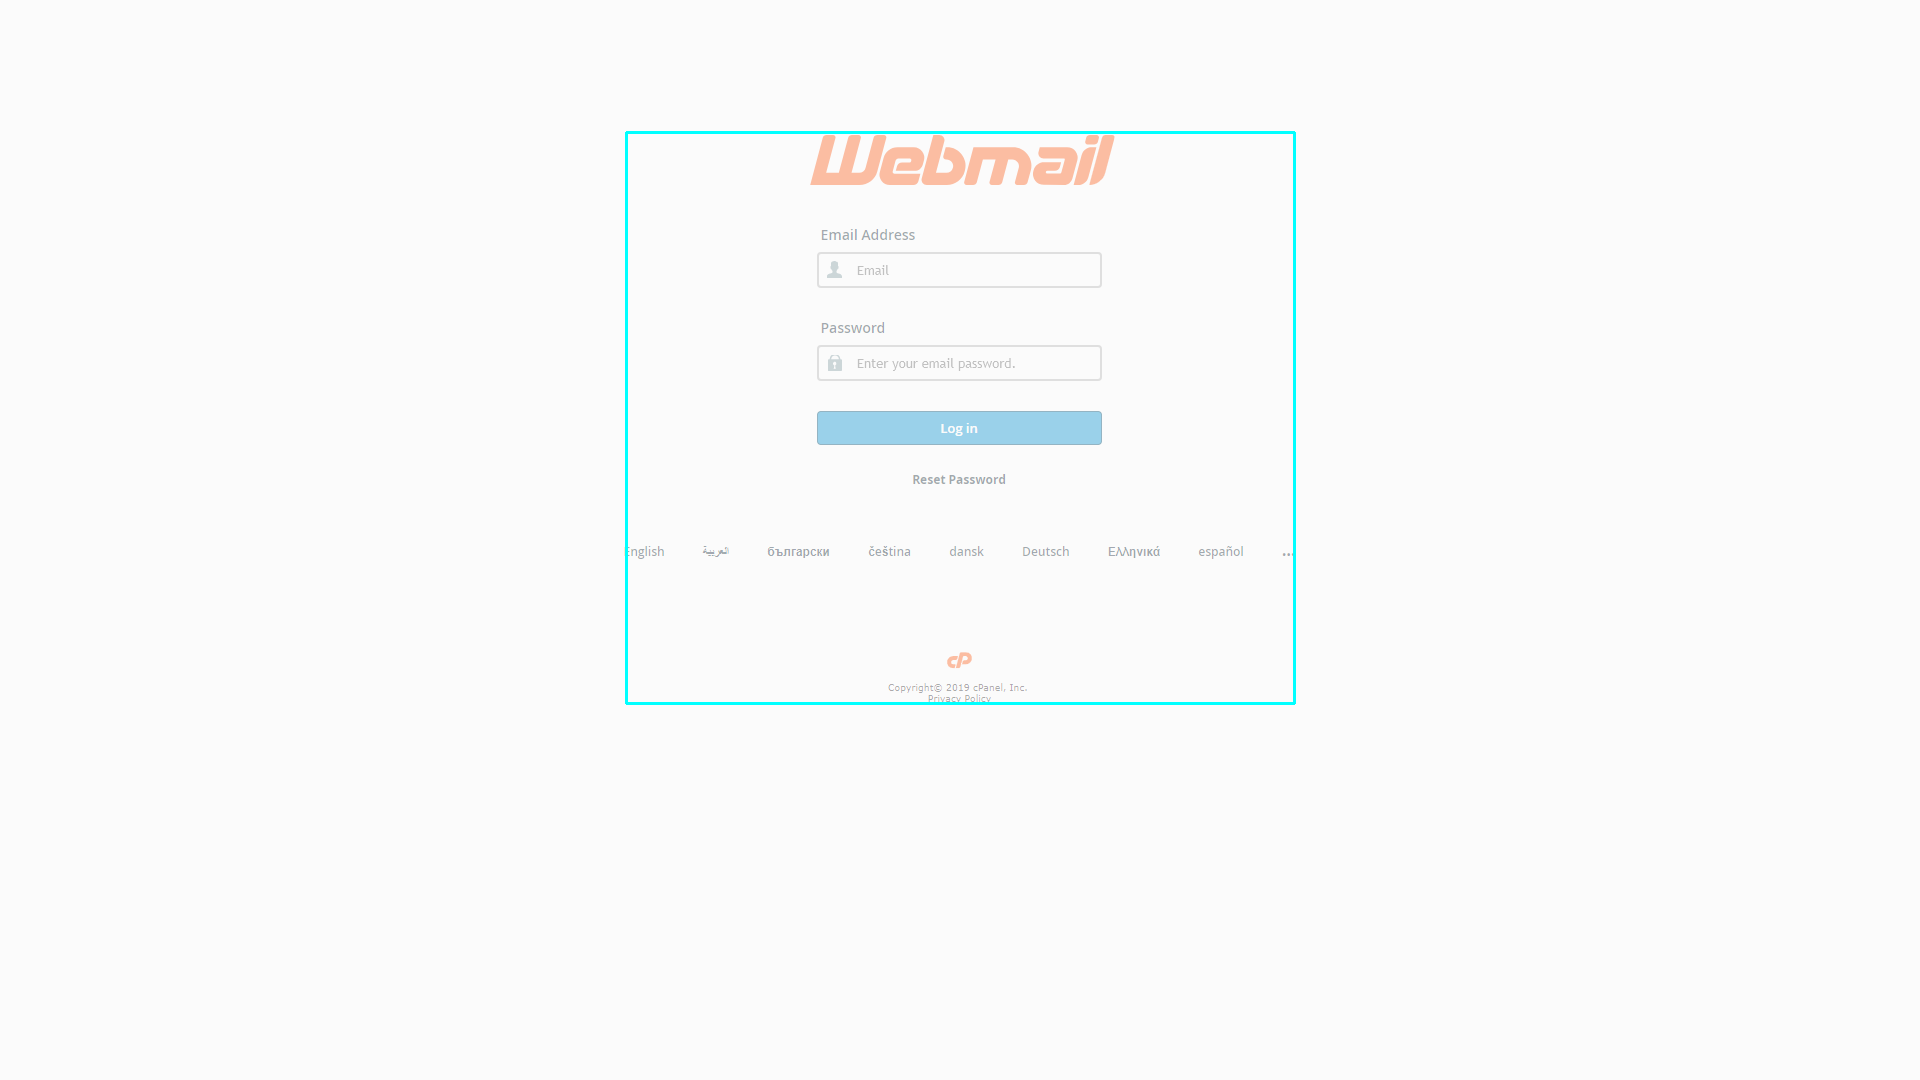 Webmail
Email Address
Email
Password
Enter your email password.
Log in
Reset Password
English العربية български čeština dansk Deutsch Ελληνικά español ...
cP
Copyright© 2019 cPanel, Inc.
Privacy Policy